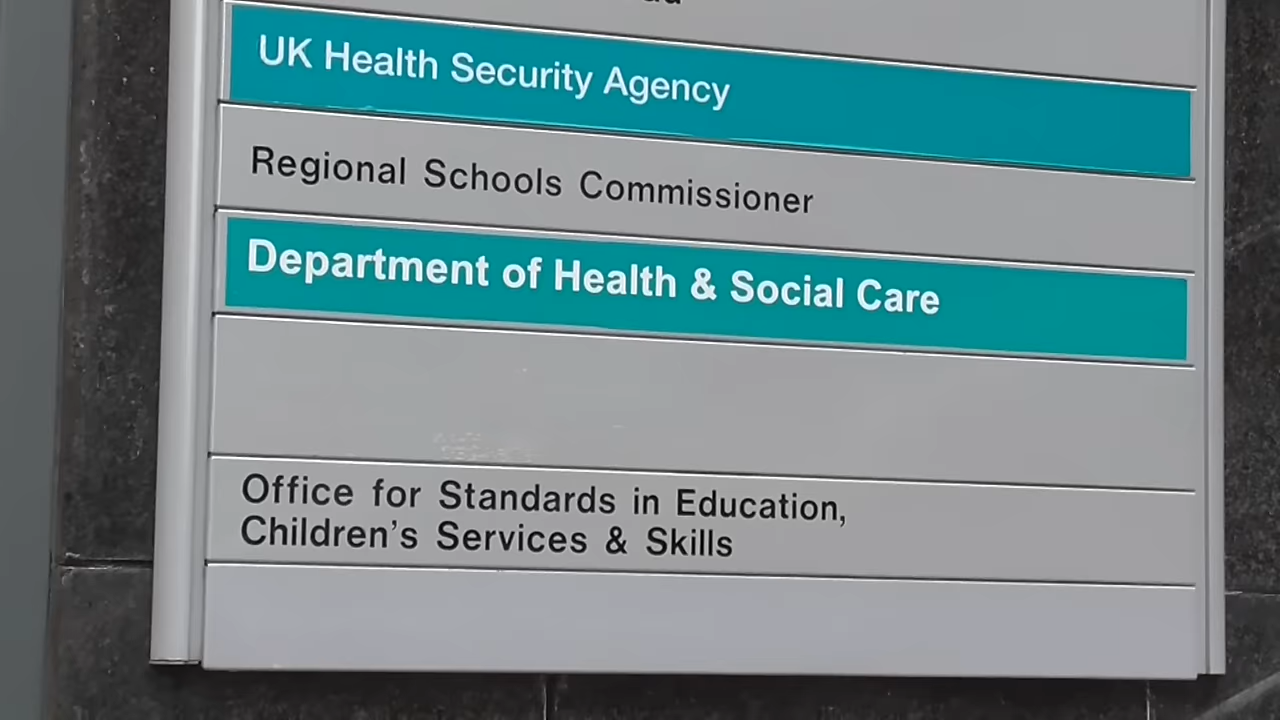 UK Health Security Agency
Regional Schools Commissioner
Department of Health & Social Care
Office for Standards in Education,
Children's Services & Skills